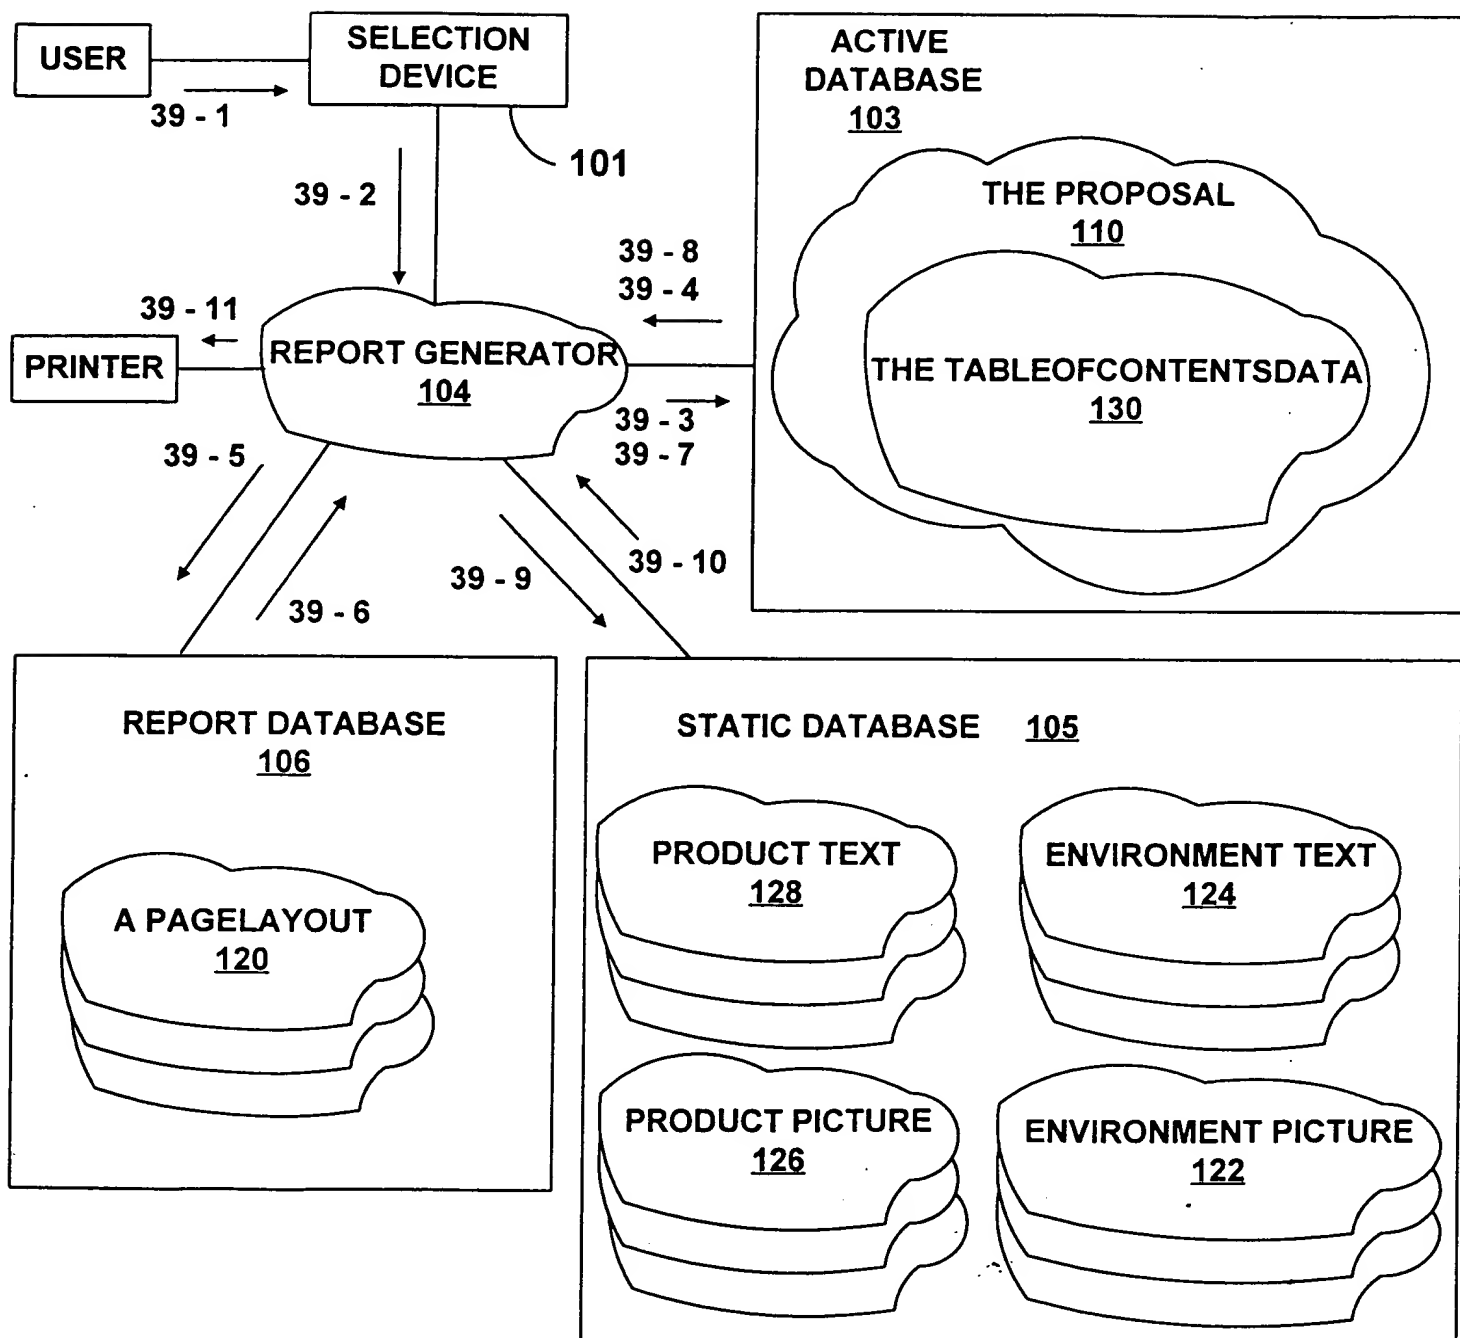 USER
39 - 1
SELECTION
DEVICE
101
39 - 2
ACTIVE
DATABASE
103
THE PROPOSAL
110
THE TABLEOFCONTENTSDATA
130
39 - 8
39 - 4
39 - 11
PRINTER
REPORT GENERATOR
104
39 - 3
39 - 7
39 - 5
39 - 6
39 - 9
39 - 10
REPORT DATABASE
106
A PAGELAYOUT
120
STATIC DATABASE 105
PRODUCT TEXT
128
ENVIRONMENT TEXT
124
PRODUCT PICTURE
126
ENVIRONMENT PICTURE
122